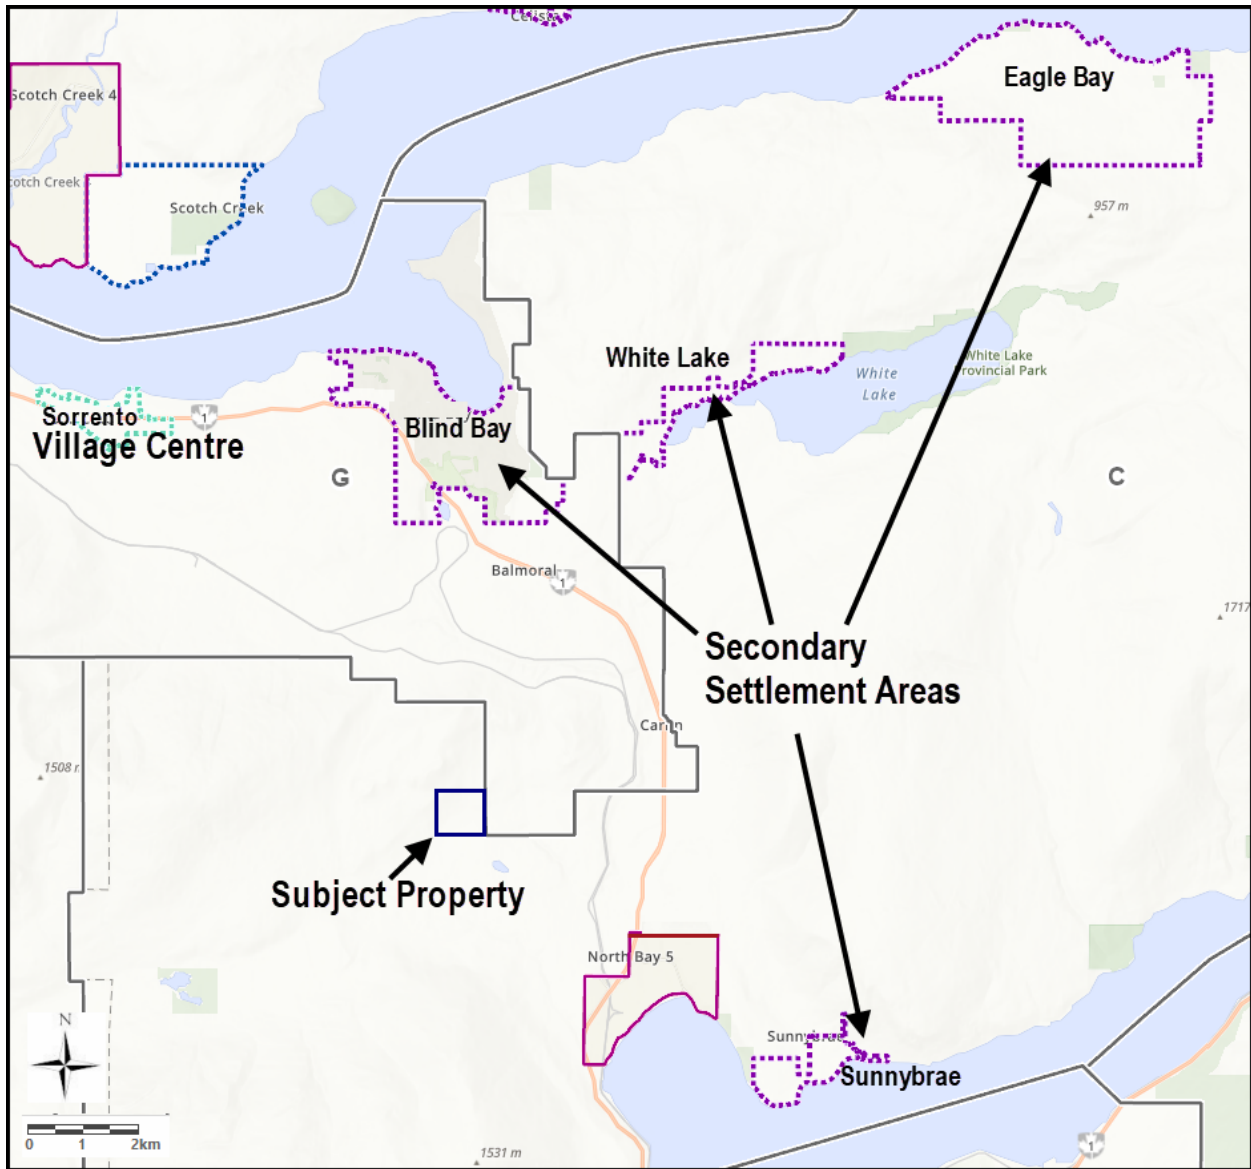 Celista
Eagle Bay
Scotch Creek 4
Scotch Creek
957 m
White Lake
White Lake
Provincial Park
White
Lake
Sorrento
1
Village Centre
Blind Bay
G
C
Balmoral
1
1717
Secondary
Settlement Areas
Carlin
1508
Subject Property
North Bay 5
N
Sunnybrae
Sunnybrae
0 1 2km
1531 m
1